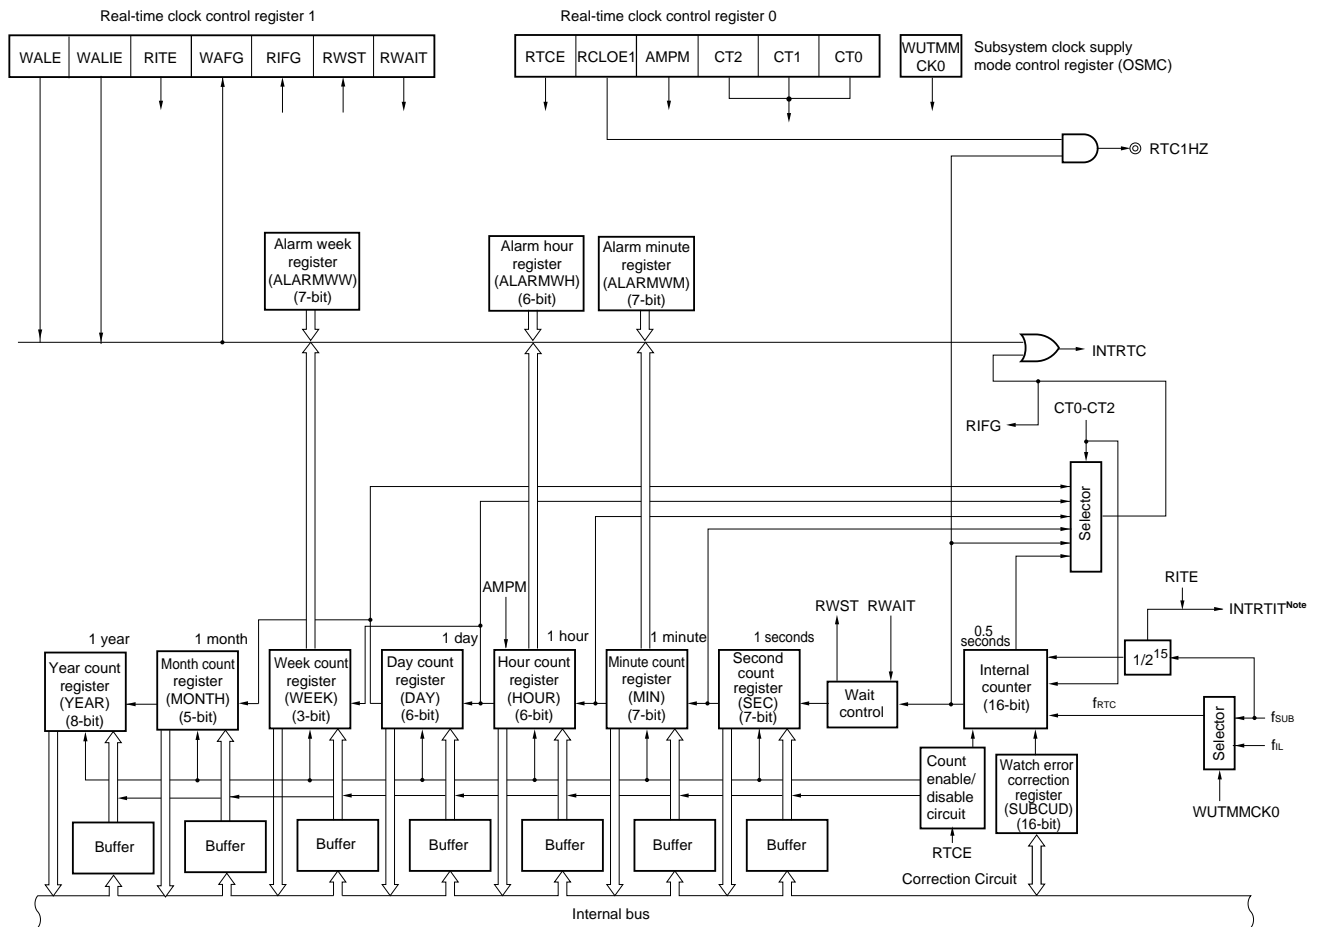 Real-time clock control register 1
Real-time clock control register 0
WALE WALIE RITE WAFG RIFG RWST RWAIT
RTCE RCLOE1 AMPM CT2 CT1 CT0
WUTMM
CK0
Subsystem clock supply
mode control register (OSMC)
RTC1HZ
Alarm week
register
(ALARMWW)
(7-bit)
Alarm hour
register
(ALARMWH)
(6-bit)
Alarm minute
register
(ALARMWM)
(7-bit)
INTRTC
CT0-CT2
RIFG
Selector
AMPM
RWST RWAIT
RITE
INTRTIT Note
1 year
1 month
1 day
1 hour
1 minute
1 seconds
0.5
seconds
Year count
register
(YEAR)
(8-bit)
Month count
register
(MONTH)
(5-bit)
Week count
register
(WEEK)
(3-bit)
Day count
register
(DAY)
(6-bit)
Hour count
register
(HOUR)
(6-bit)
Minute count
register
(MIN)
(7-bit)
Second
count
register
(SEC)
(7-bit)
Wait
control
Internal
counter
(16-bit)
1/2¹⁵
fRTC
Selector
fSUB
fIL
WUTMMCK0
Count
enable/
disable
circuit
Watch error
correction
register
(SUBCUD)
(16-bit)
RTCE
Correction Circuit
Buffer
Buffer
Buffer
Buffer
Buffer
Buffer
Buffer
Internal bus